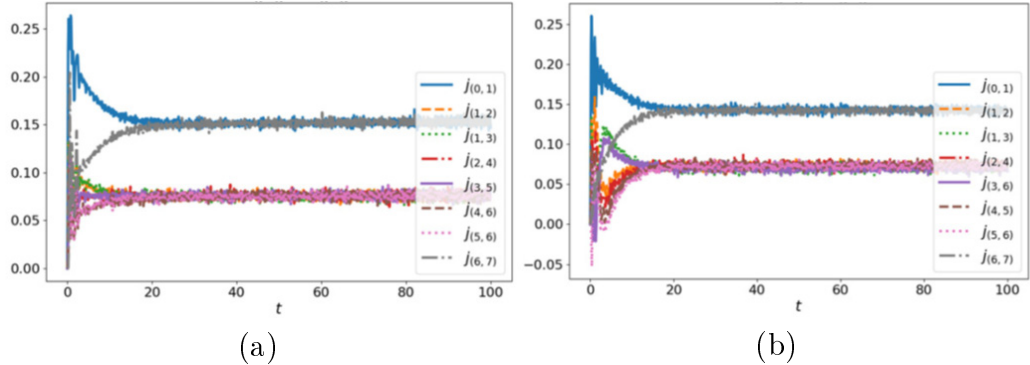 0.25
0.20
0.15
0.10
0.05
0.00
0 20 40 60 80 100
t
j(0, 1)
j(1, 2)
j(1, 3)
j(2, 4)
j(3, 5)
j(4, 6)
j(5, 6)
j(6, 7)
(a)
0.25
0.20
0.15
0.10
0.05
0.00
−0.05
0 20 40 60 80 100
t
j(0, 1)
j(1, 2)
j(1, 3)
j(2, 4)
j(3, 6)
j(4, 5)
j(5, 6)
j(6, 7)
(b)